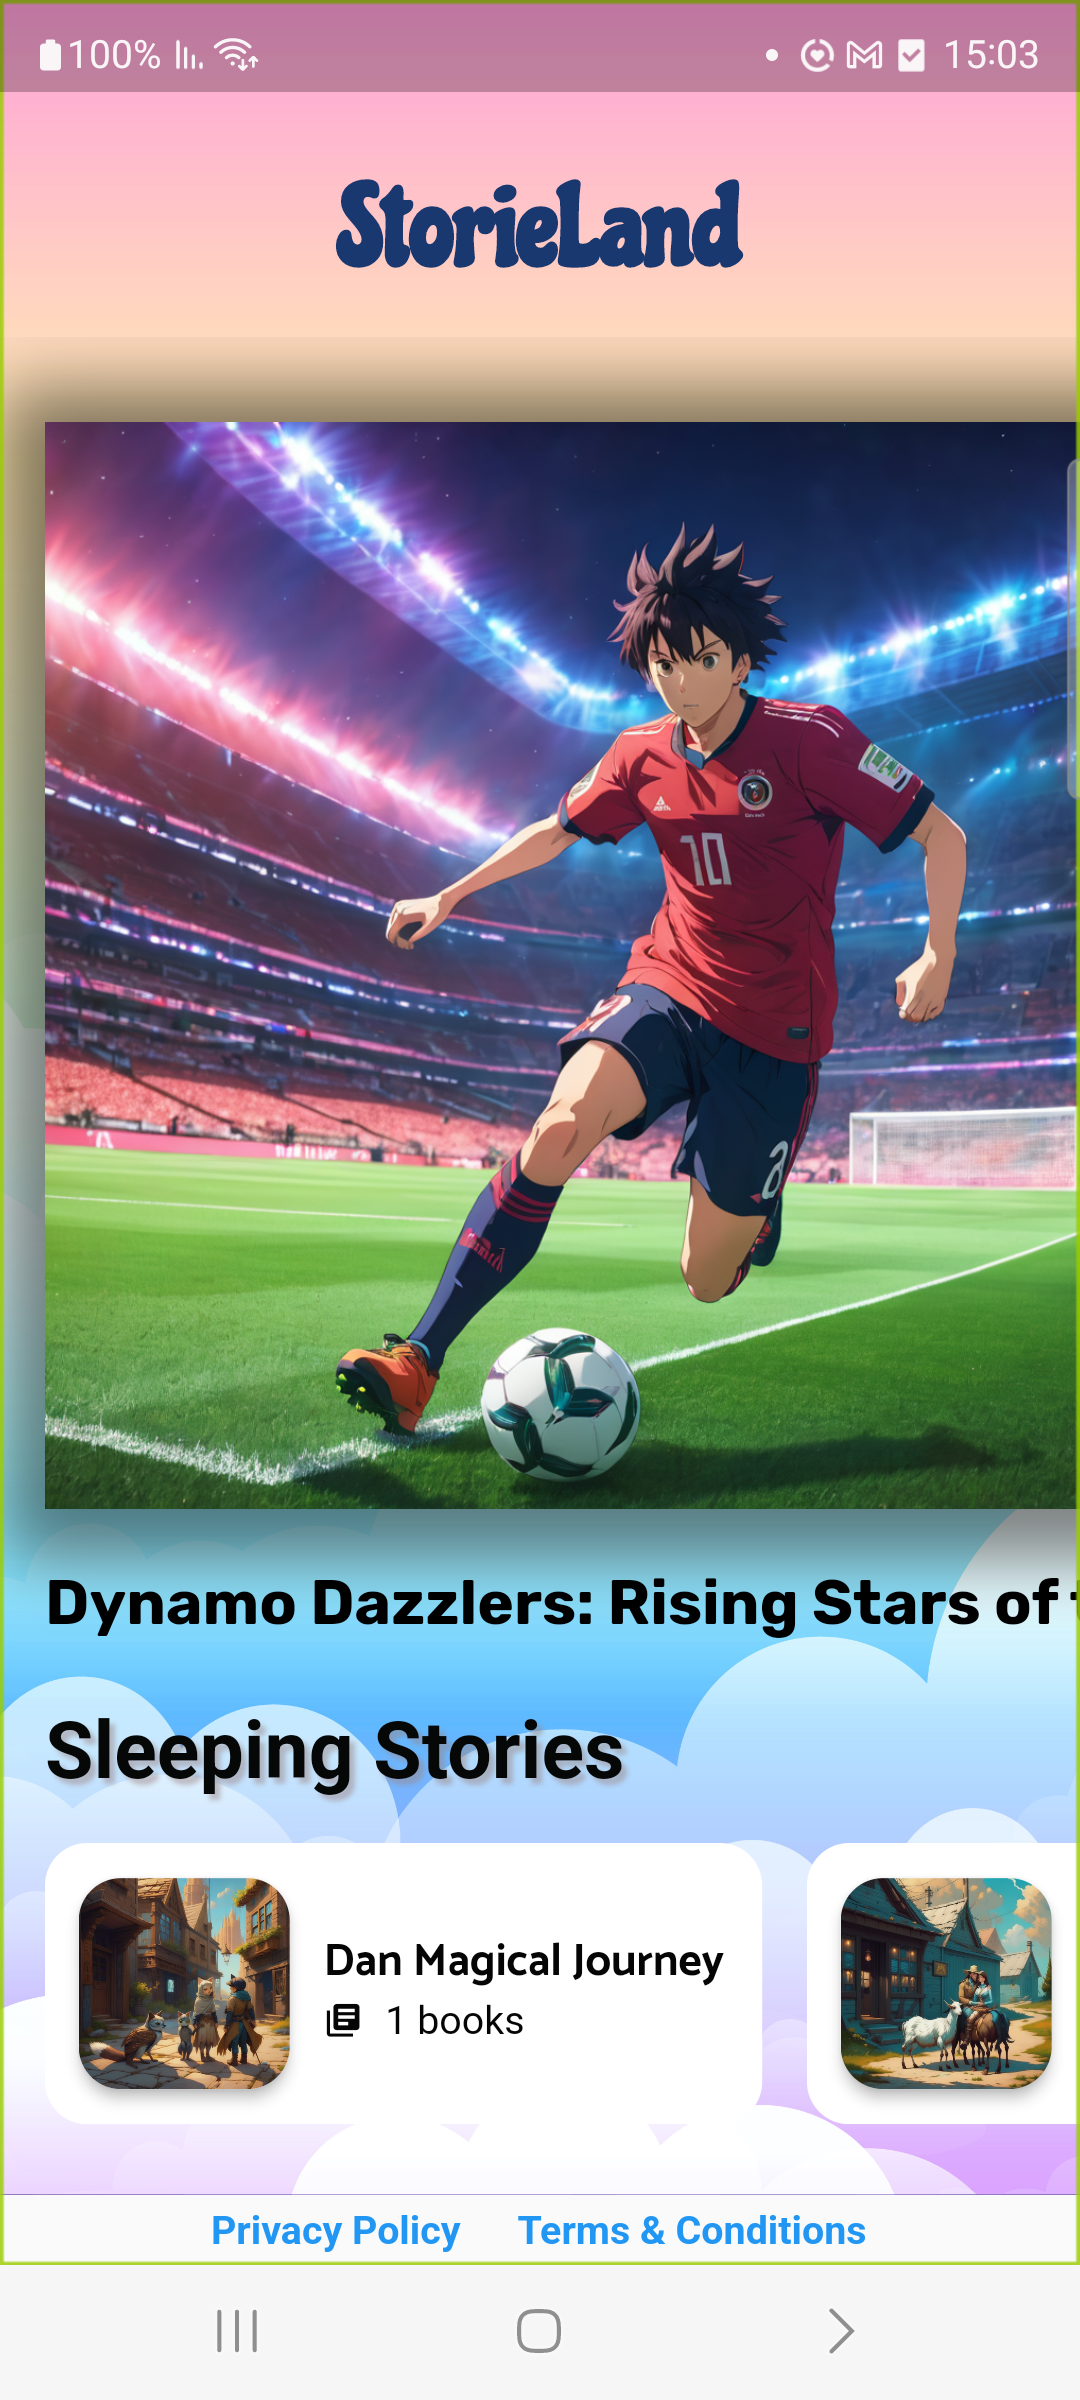 100%
15:03
StorieLand
10
8
Dynamo Dazzlers: Rising Stars of
Sleeping Stories
Dan Magical Journey
1 books
Privacy Policy
Terms & Conditions